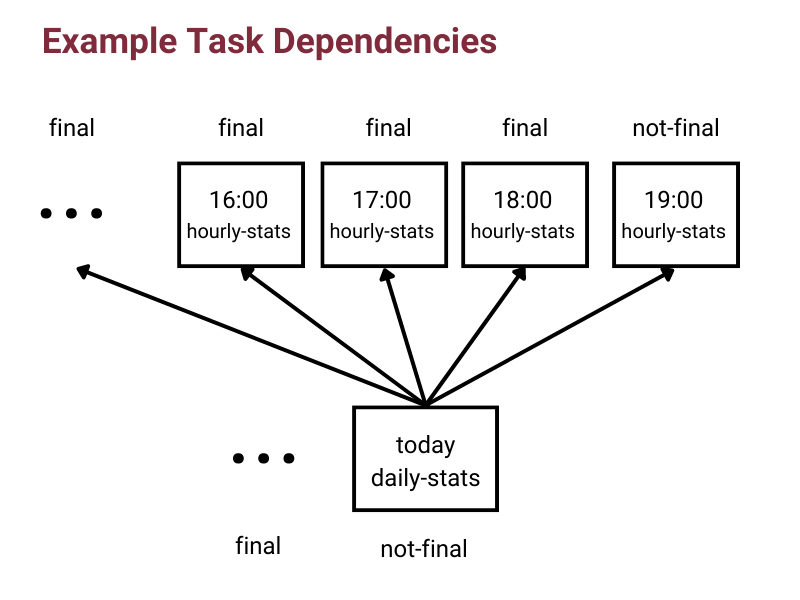 Example Task Dependencies
final
final
final
final
not-final
16:00
hourly-stats
17:00
hourly-stats
18:00
hourly-stats
19:00
hourly-stats
today
daily-stats
final
not-final